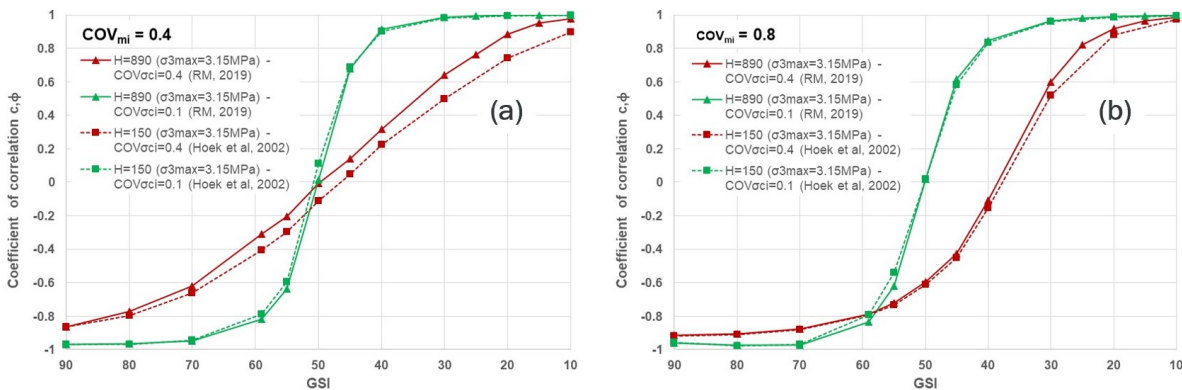 COVmi = 0.4
H=890 (σ3max=3.15MPa) -
COVσci=0.4 (RM, 2019)
H=890 (σ3max=3.15MPa) -
COVσci=0.1 (RM, 2019)
H=150 (σ3max=3.15MPa) -
COVσci=0.4 (Hoek et al, 2002)
H=150 (σ3max=3.15MPa) -
COVσci=0.1 (Hoek et al, 2002)
(a)
Coefficient of correlation c,ϕ
1
0.8
0.6
0.4
0.2
0
-0.2
-0.4
-0.6
-0.8
-1
90 80 70 60 50 40 30 20 10
GSI
COVmi = 0.8
H=890 (σ3max=3.15MPa) -
COVσci=0.4 (RM, 2019)
H=890 (σ3max=3.15MPa) -
COVσci=0.1 (RM, 2019)
H=150 (σ3max=3.15MPa) -
COVσci=0.4 (Hoek et al, 2002)
H=150 (σ3max=3.15MPa) -
COVσci=0.1 (Hoek et al, 2002)
(b)
Coefficient of correlation c,ϕ
1
0.8
0.6
0.4
0.2
0
-0.2
-0.4
-0.6
-0.8
-1
90 80 70 60 50 40 30 20 10
GSI